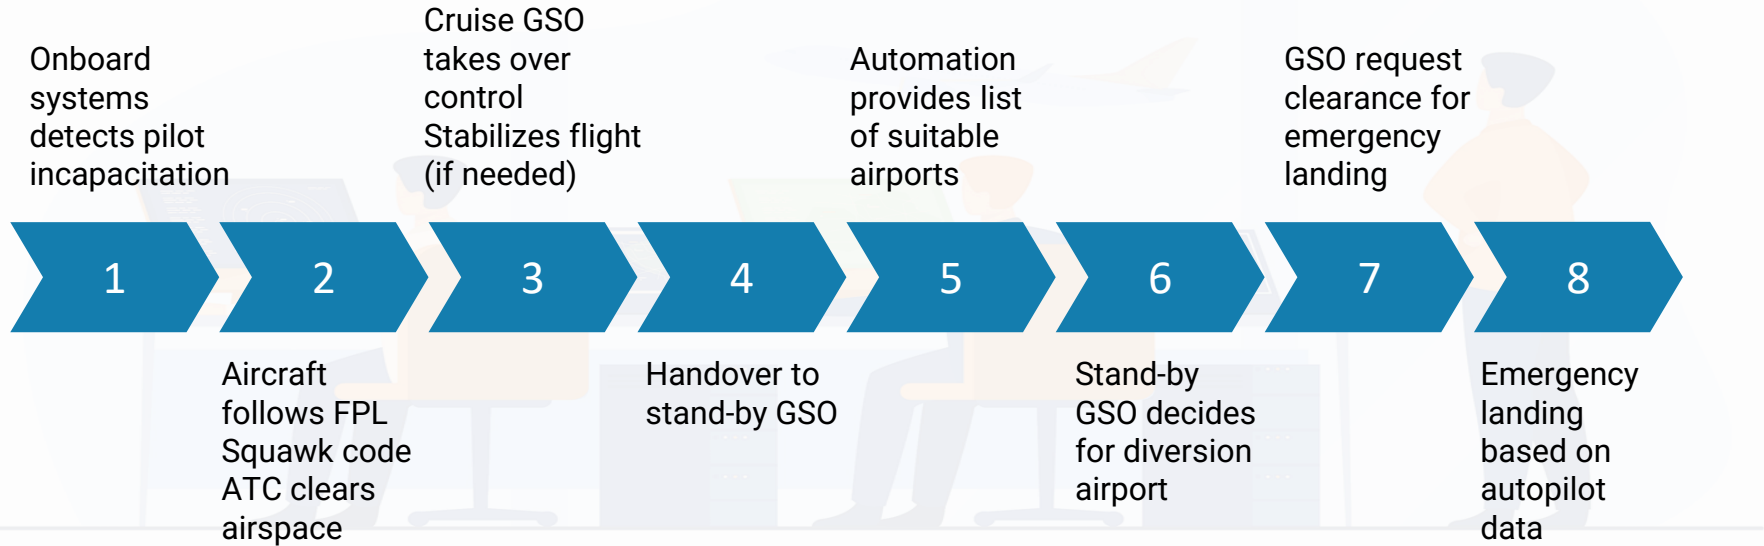 Onboard
systems
detects pilot
incapacitation
Cruise GSO
takes over
control
Stabilizes flight
(if needed)
Automation
provides list
of suitable
airports
GSO request
clearance for
emergency
landing
1
2
3
4
5
6
7
8
Aircraft
follows FPL
Squawk code
ATC clears
airspace
Handover to
stand-by GSO
Stand-by
GSO decides
for diversion
airport
Emergency
landing
based on
autopilot
data